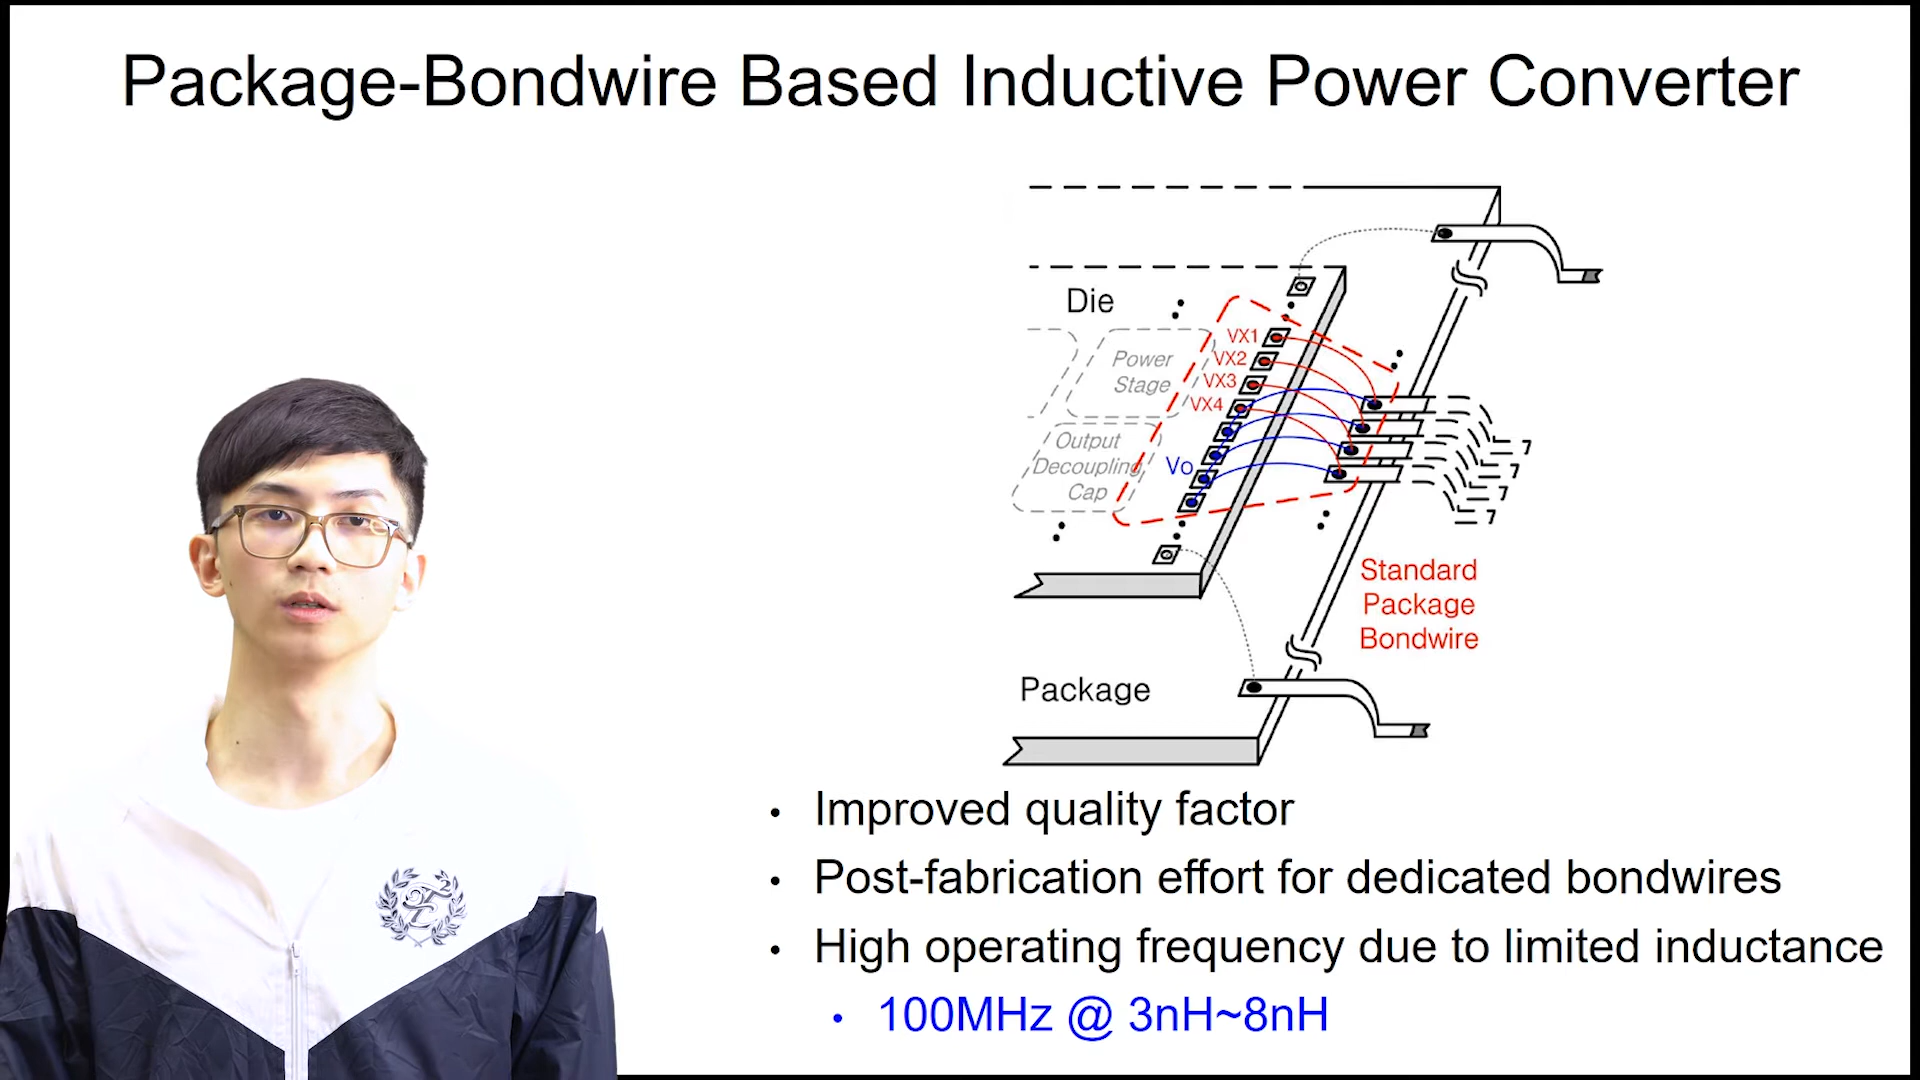 Package-Bondwire Based Inductive Power Converter
Die
Power
Stage
VX1
VX2
VX3
VX4
Output
Decoupling
Cap
Vo
Standard
Package
Bondwire
Package
• Improved quality factor
• Post-fabrication effort for dedicated bondwires
• High operating frequency due to limited inductance
• 100MHz @ 3nH~8nH